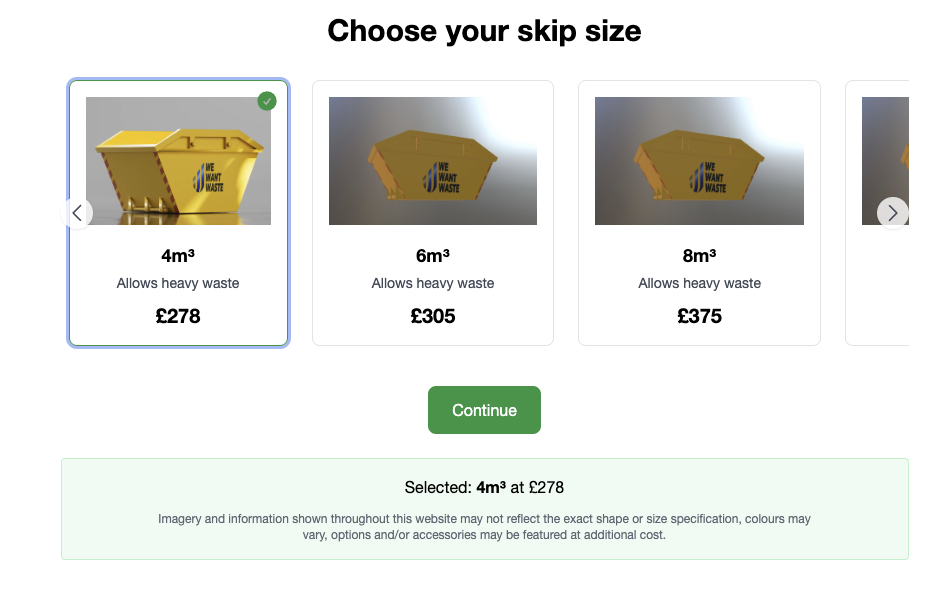 Choose your skip size
WE
WANT
WASTE
4m³
Allows heavy waste
£278
WE
WANT
WASTE
6m³
Allows heavy waste
£305
WE
WANT
WASTE
8m³
Allows heavy waste
£375
Continue
Selected: 4m³ at £278
Imagery and information shown throughout this website may not reflect the exact shape or size specification, colours may
vary, options and/or accessories may be featured at additional cost.